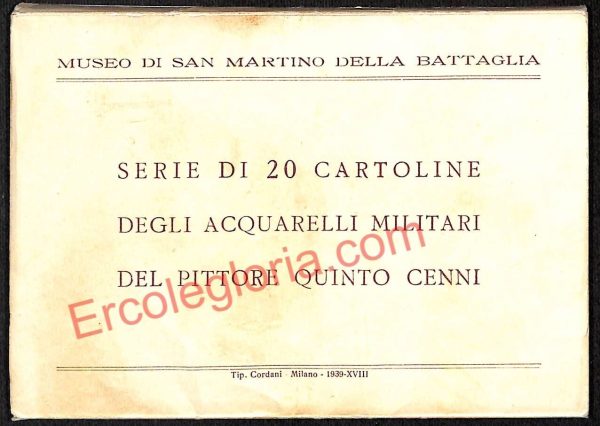 MUSEO DI SAN MARTINO DELLA BATTAGLIA
SERIE DI 20 CARTOLINE
DEGLI ACQUARELLI MILITARI
DEL PITTORE QUINTO CENNI
Ercolegloria.com
Tip. Cordani - Milano - 1939-XVIII